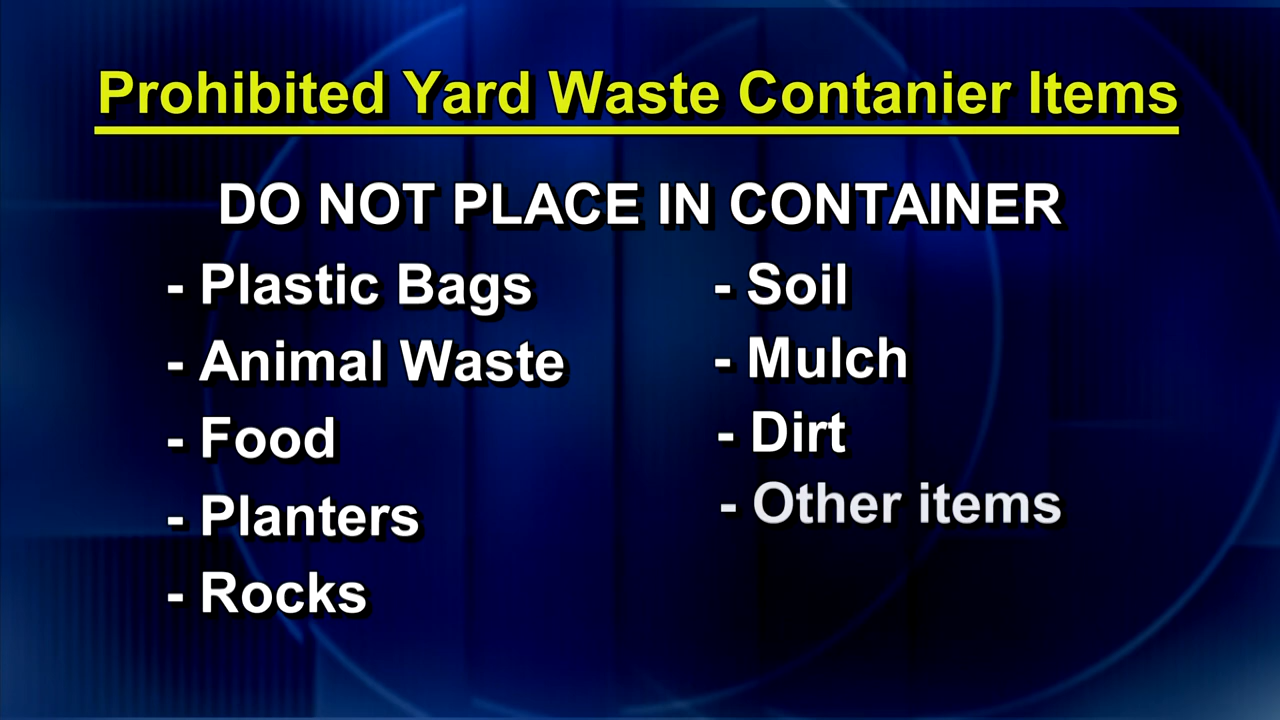 Prohibited Yard Waste Contanier Items
DO NOT PLACE IN CONTAINER
- Plastic Bags
- Animal Waste
- Food
- Planters
- Rocks
- Soil
- Mulch
- Dirt
- Other items